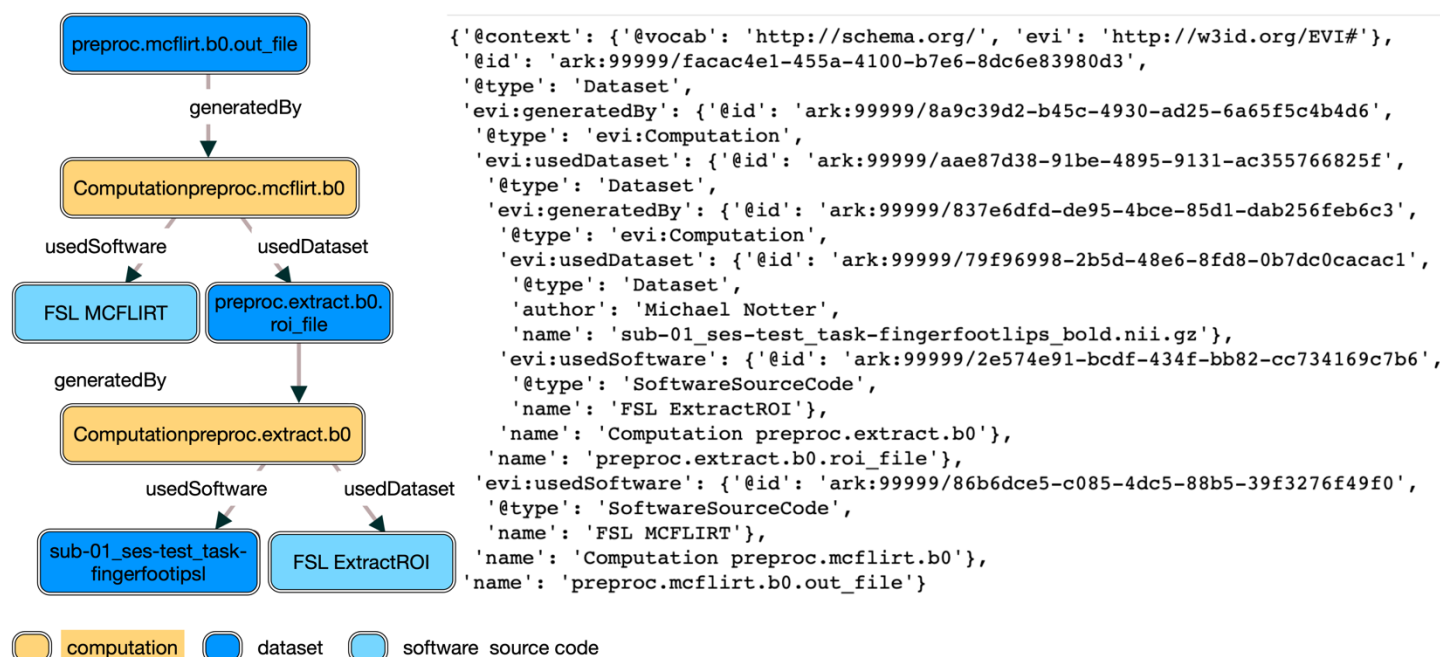 preproc.mcflirt.b0.out_file
generatedBy
Computationpreproc.mcflirt.b0
usedSoftware
usedDataset
FSL MCFLIRT
preproc.extract.b0.
roi_file
generatedBy
Computationpreproc.extract.b0
usedSoftware
usedDataset
sub-01_ses-test_task-
fingerfootipsl
FSL ExtractROI
{'@context': {'@vocab': 'http://schema.org/', 'evi': 'http://w3id.org/EVI#'},
'@id': 'ark:99999/facac4e1-455a-4100-b7e6-8dc6e83980d3',
'@type': 'Dataset',
'evi:generatedBy': {'@id': 'ark:99999/8a9c39d2-b45c-4930-ad25-6a65f5c4b4d6',
'@type': 'evi:Computation',
'evi:usedDataset': {'@id': 'ark:99999/aae87d38-91be-4895-9131-ac355766825f',
'@type': 'Dataset',
'evi:generatedBy': {'@id': 'ark:99999/837e6dfd-de95-4bce-85d1-dab256feb6c3',
'@type': 'evi:Computation',
'evi:usedDataset': {'@id': 'ark:99999/79f96998-2b5d-48e6-8fd8-0b7dc0cacac1',
'@type': 'Dataset',
'author': 'Michael Notter',
'name': 'sub-01_ses-test_task-fingerfootlips_bold.nii.gz'},
'evi:usedSoftware': {'@id': 'ark:99999/2e574e91-bcdf-434f-bb82-cc734169c7b6',
'@type': 'SoftwareSourceCode',
'name': 'FSL ExtractROI'},
'name': 'Computation preproc.extract.b0'},
'name': 'preproc.extract.b0.roi_file'},
'evi:usedSoftware': {'@id': 'ark:99999/86b6dce5-c085-4dc5-88b5-39f3276f49f0',
'@type': 'SoftwareSourceCode',
'name': 'FSL MCFLIRT'},
'name': 'Computation preproc.mcflirt.b0'},
'name': 'preproc.mcflirt.b0.out_file'}
computation
dataset
software source code